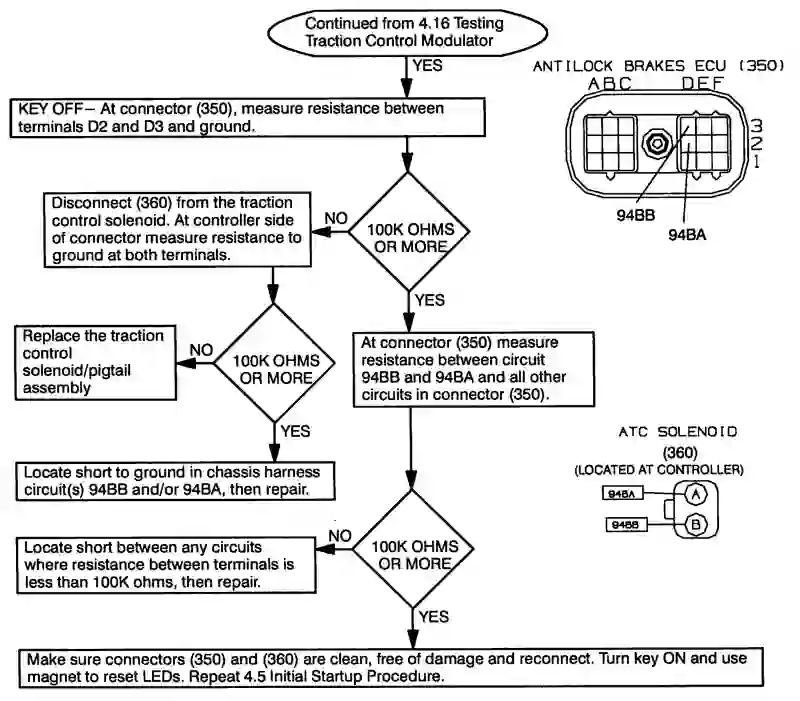 Continued from 4.16 Testing
Traction Control Modulator
YES
KEY OFF– At connector (350), measure resistance between
terminals D2 and D3 and ground.
ANTILOCK BRAKES ECU (350)
ABC DEF
3
2
1
94BB
94BA
Disconnect (360) from the traction
control solenoid. At controller side
of connector measure resistance to
ground at both terminals.
NO
100K OHMS
OR MORE
YES
Replace the traction
control
solenoid/pigtail
assembly
NO
100K OHMS
OR MORE
YES
At connector (350) measure
resistance between circuit
94BB and 94BA and all other
circuits in connector (350).
Locate short to ground in chassis harness
circuit(s) 94BB and/or 94BA, then repair.
ATC SOLENOID
(360)
(LOCATED AT CONTROLLER)
94BA A
94BB B
Locate short between any circuits
where resistance between terminals is
less than 100K ohms, then repair.
NO
100K OHMS
OR MORE
YES
Make sure connectors (350) and (360) are clean, free of damage and reconnect. Turn key ON and use
magnet to reset LEDs. Repeat 4.5 Initial Startup Procedure.